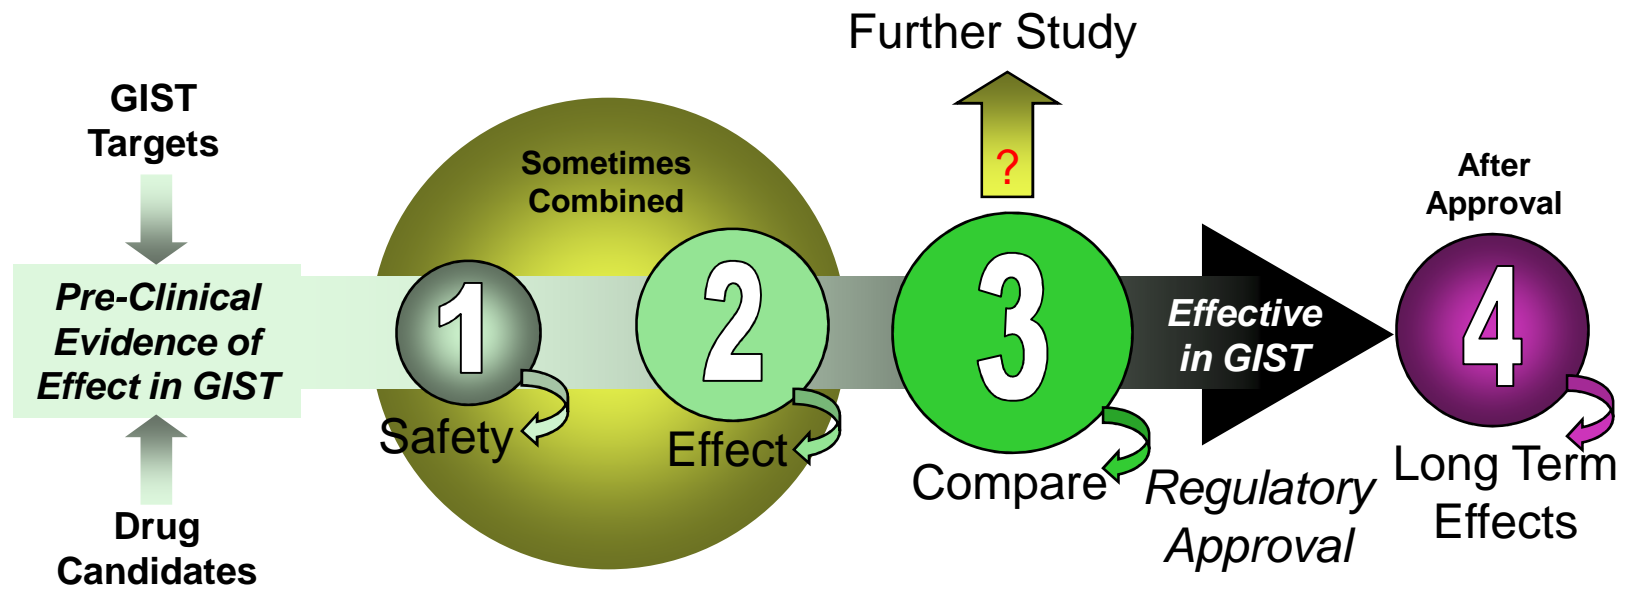 GIST
Targets
Pre-Clinical
Evidence of
Effect in GIST
Drug
Candidates
Sometimes
Combined
1
Safety
2
Effect
Further Study
?
3
Compare
Effective
in GIST
Regulatory
Approval
After
Approval
4
Long Term
Effects